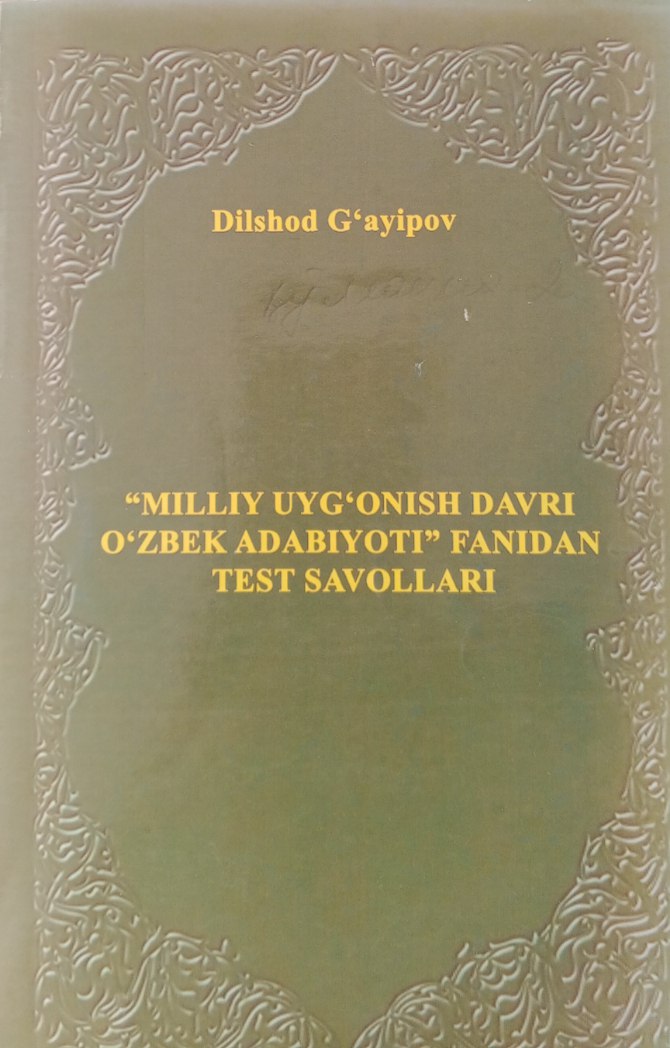 Dilshod G‘ayipov
“MILLIY UYG‘ONISH DAVRI
O‘ZBEK ADABIYOTI” FANIDAN
TEST SAVOLLARI